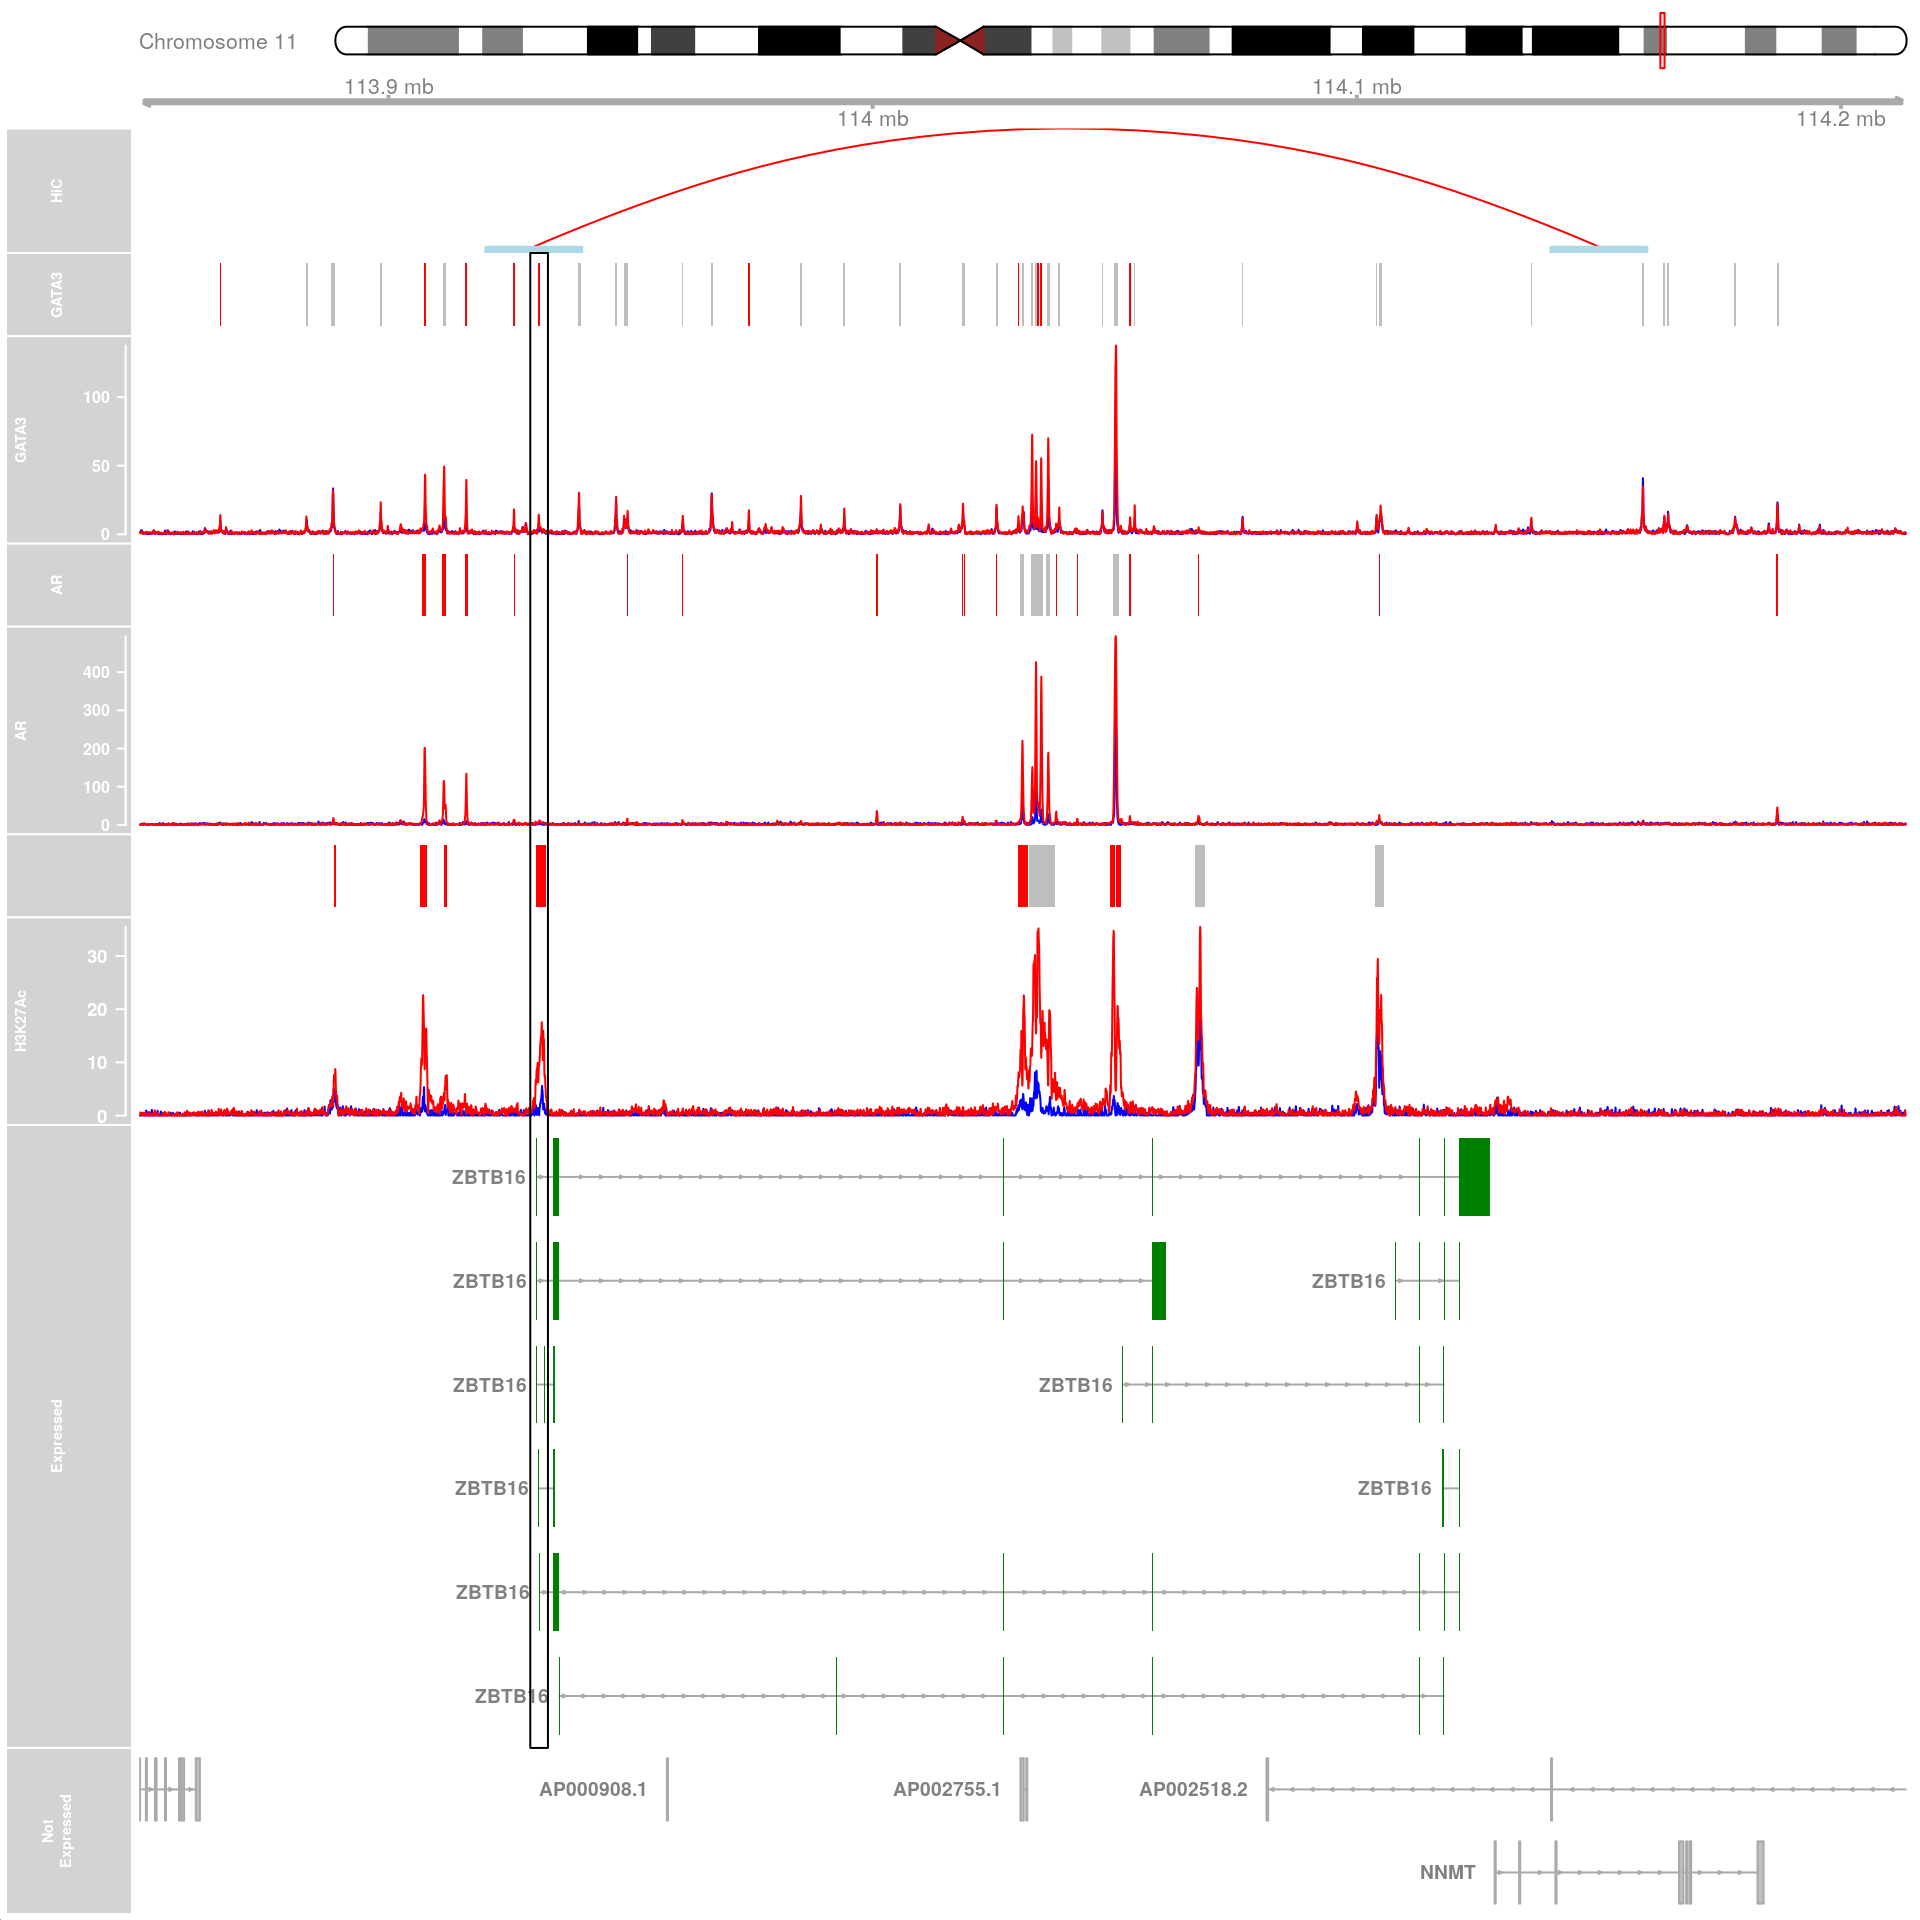 Chromosome 11
113.9 mb
114.1 mb
114 mb
114.2 mb
HiC
GATA3
GATA3
100
50
0
AR
AR
400
300
200
100
0
H3K27Ac
30
20
10
0
Expressed
ZBTB16
ZBTB16
ZBTB16
ZBTB16
ZBTB16
ZBTB16
ZBTB16
ZBTB16
ZBTB16
Not
Expressed
AP000908.1
AP002755.1
AP002518.2
NNMT